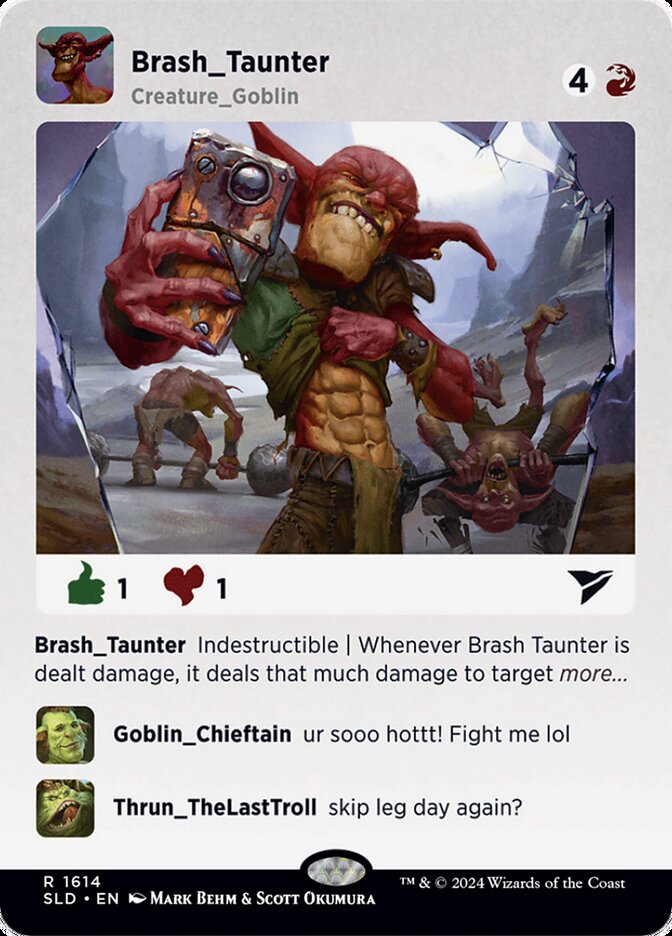 Brash_Taunter
Creature_Goblin
4
1
1
Brash_Taunter Indestructible | Whenever Brash Taunter is
dealt damage, it deals that much damage to target more...
Goblin_Chieftain ur sooo hottt! Fight me lol
Thrun_TheLastTroll skip leg day again?
R 1614
SLD • EN Mark Behm & Scott Okumura
™ & © 2024 Wizards of the Coast